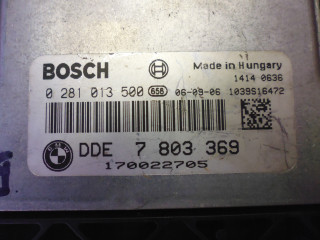 BOSCH
Made in Hungary
1414 0636
0 281 013 500 658 06-09-06 1039S16472
BMW DDE 7 803 369
170022705